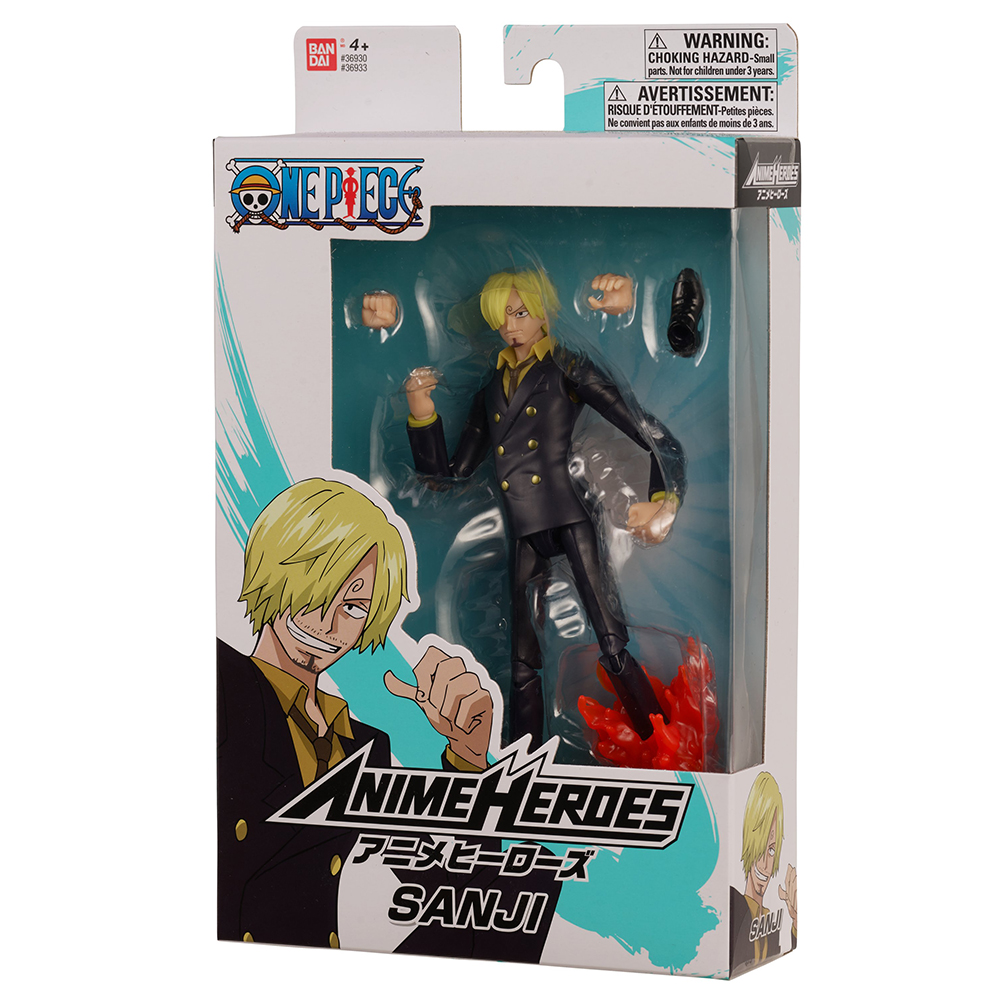 BAN
DAI
4+
#36930
#36933
WARNING:
CHOKING HAZARD-Small
parts. Not for children under 3 years.
AVERTISSEMENT:
RISQUE D'ÉTOUFFEMENT-Petites pièces.
Ne convient pas aux enfants de moins de 3 ans.
ONE PIECE
ANIME HEROES
アニメヒーローズ
ANIME HEROES
アニメヒーローズ
SANJI
SANJI